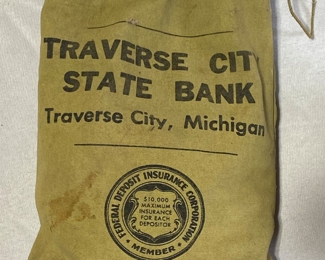 TRAVERSE CIT
STATE BANK
Traverse City, Michigan
FEDERAL DEPOSIT INSURANCE CORPORATION
$10,000
MAXIMUM
INSURANCE
FOR EACH
DEPOSITOR
• MEMBER •